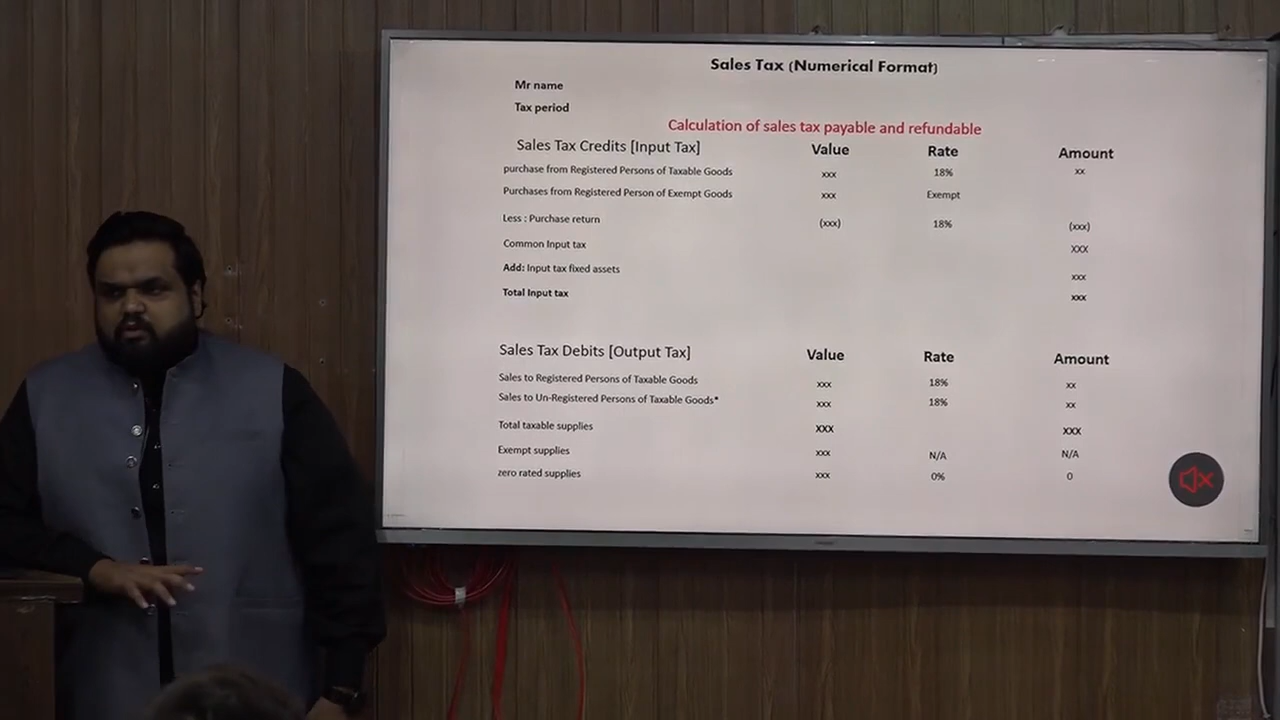 Sales Tax (Numerical Format)
Mr name
Tax period
Calculation of sales tax payable and refundable
Sales Tax Credits [Input Tax] Value Rate Amount
purchase from Registered Persons of Taxable Goods xxx 18% xx
Purchases from Registered Person of Exempt Goods xxx Exempt
Less : Purchase return (xxx) 18% (xxx)
Common Input tax XXX
Add: Input tax fixed assets xxx
Total Input tax xxx
Sales Tax Debits [Output Tax] Value Rate Amount
Sales to Registered Persons of Taxable Goods xxx 18% xx
Sales to Un-Registered Persons of Taxable Goods* xxx 18% xx
Total taxable supplies XXX XXX
Exempt supplies xxx N/A N/A
zero rated supplies xxx 0% 0